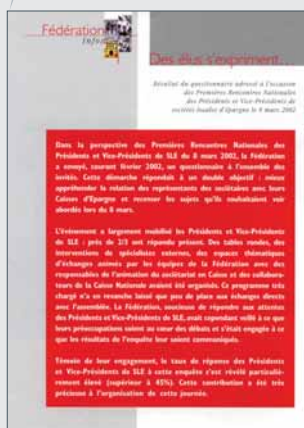 Fédération
Infos
Des élus s'expriment...
Résultat du questionnaire adressé à l'occasion
des Premières Rencontres Nationales
des Présidents et Vice-Présidents de
sociétés locales d'épargne le 8 mars 2002
Dans la perspective des Premières Rencontres Nationales des
Présidents et Vice-Présidents de SLE du 8 mars 2002, la Fédération
a envoyé, courant février 2002, un questionnaire à l'ensemble des
invités. Cette démarche répondait à un double objectif : mieux
appréhender la relation des représentants des sociétaires avec leurs
Caisses d'Epargne et recenser les sujets qu'ils souhaitaient voir
abordés lors du 8 mars.
L'événement a largement mobilisé les Présidents et Vice-Présidents
de SLE : près de 2/3 ont répondu présent. Des tables rondes, des
interventions de spécialistes externes, des espaces thématiques
d'échanges animés par les équipes de la Fédération avec des
responsables de l'animation du sociétariat en Caisse et des collabora-
teurs de la Caisse Nationale avaient été organisés. Ce programme très
chargé n'a en revanche laissé que peu de place aux échanges directs
avec l'assemblée. La Fédération, soucieuse de répondre aux attentes
des Présidents et Vice-Présidents de SLE, avait cependant veillé à ce que
leurs préoccupations soient au cœur des débats et s'était engagée à ce
que les résultats de l'enquête leur soient communiqués.
Témoin de leur engagement, le taux de réponse des Présidents
et Vice-Présidents de SLE à cette enquête s'est révélé particuliè-
rement élevé (supérieur à 45%). Cette contribution a été très
précieuse à l'organisation de cette journée.